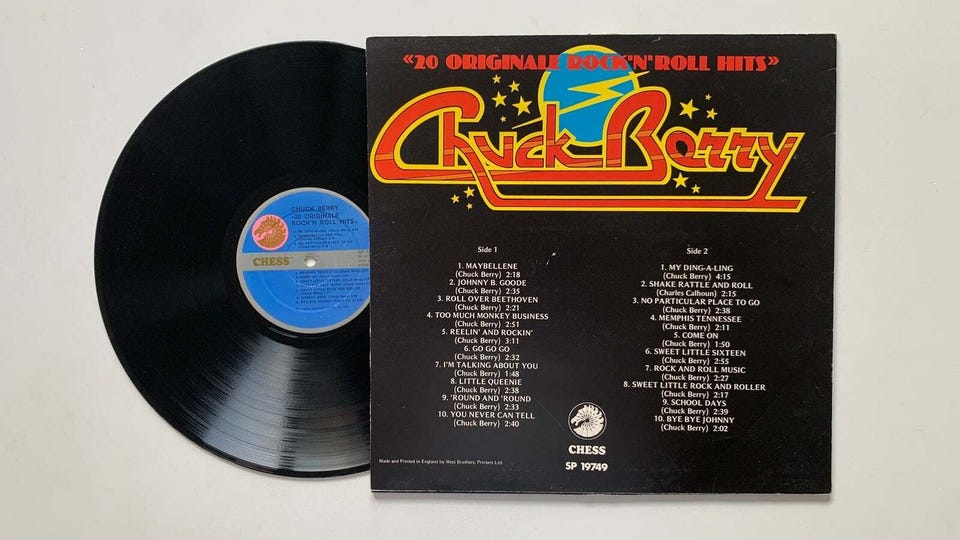 «20 ORIGINALE ROCK'N'ROLL HITS»
Chuck Berry
Side 1
1. MAYBELLENE
(Chuck Berry) 2:18
2. JOHNNY B. GOODE
(Chuck Berry) 2:35
3. ROLL OVER BEETHOVEN
(Chuck Berry) 2:21
4. TOO MUCH MONKEY BUSINESS
(Chuck Berry) 2:51
5. REELIN' AND ROCKIN'
(Chuck Berry) 3:11
6. GO GO GO
(Chuck Berry) 2:32
7. I'M TALKING ABOUT YOU
(Chuck Berry) 1:48
8. LITTLE QUEENIE
(Chuck Berry) 2:38
9. 'ROUND AND 'ROUND
(Chuck Berry) 2:33
10. YOU NEVER CAN TELL
(Chuck Berry) 2:40
Side 2
1. MY DING-A-LING
(Chuck Berry) 4:15
2. SHAKE RATTLE AND ROLL
(Charles Calhoun) 2:15
3. NO PARTICULAR PLACE TO GO
(Chuck Berry) 2:38
4. MEMPHIS TENNESSEE
(Chuck Berry) 2:11
5. COME ON
(Chuck Berry) 1:50
6. SWEET LITTLE SIXTEEN
(Chuck Berry) 2:55
7. ROCK AND ROLL MUSIC
(Chuck Berry) 2:27
8. SWEET LITTLE ROCK AND ROLLER
(Chuck Berry) 2:17
9. SCHOOL DAYS
(Chuck Berry) 2:39
10. BYE BYE JOHNNY
(Chuck Berry) 2:02
CHESS
SP 19749
Made and Printed in England by West Brothers, Printers Ltd.
CHUCK BERRY
«20 ORIGINALE
ROCK'N ROLL HITS»
CHESS